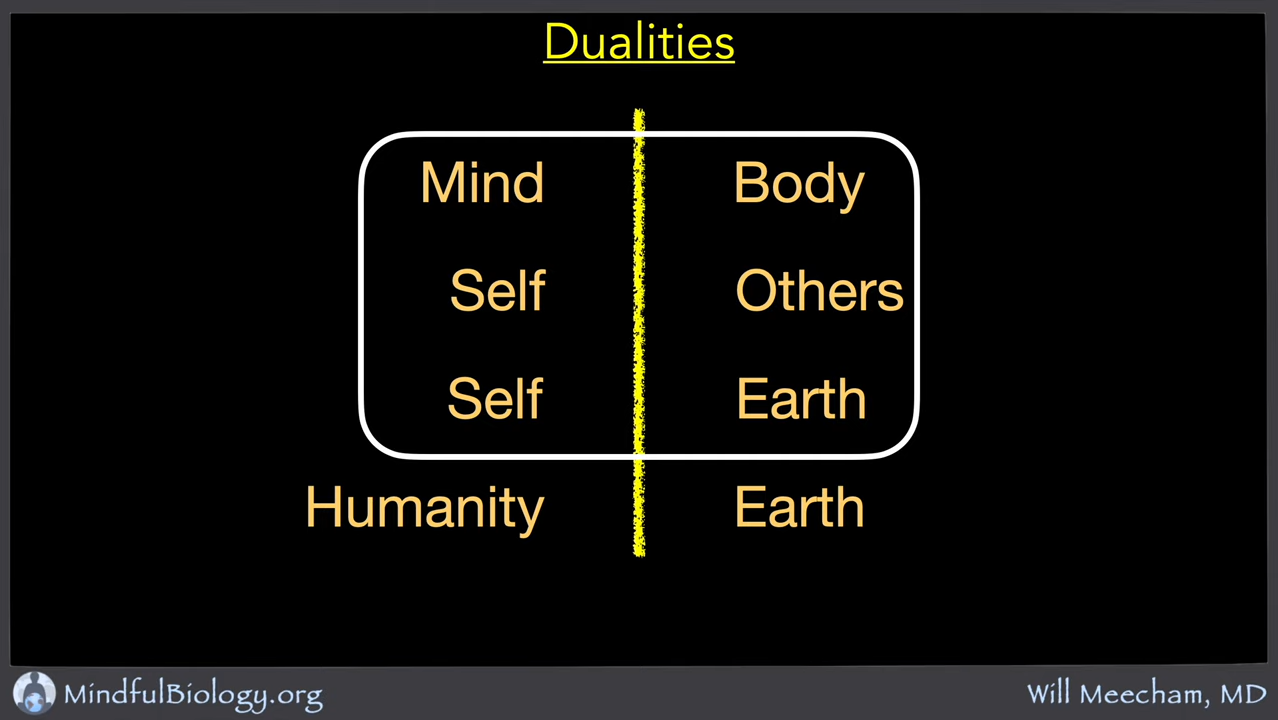 Dualities
Mind Body
Self Others
Self Earth
Humanity Earth
MindfulBiology.org Will Meecham, MD